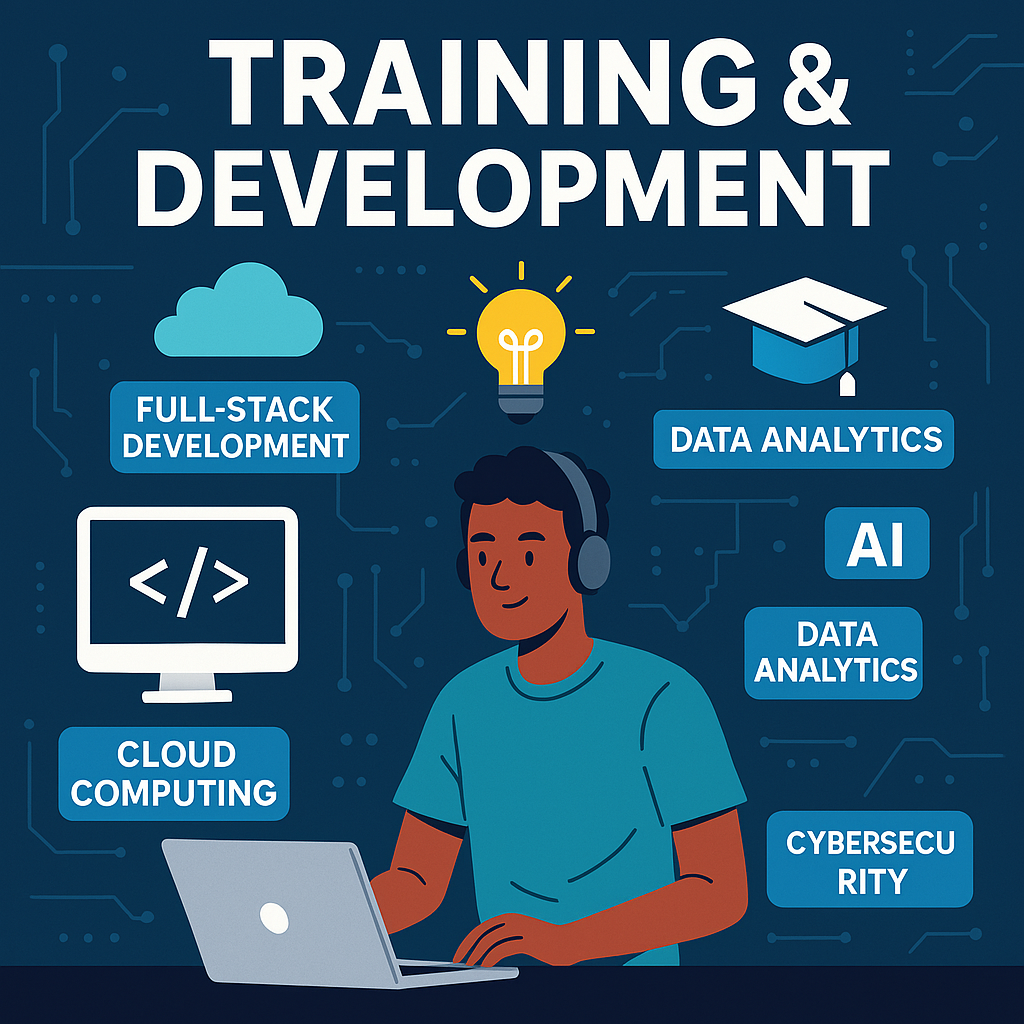 TRAINING &
DEVELOPMENT
FULL-STACK
DEVELOPMENT
DATA ANALYTICS
</>
AI
DATA
ANALYTICS
CLOUD
COMPUTING
CYBERSECU
RITY